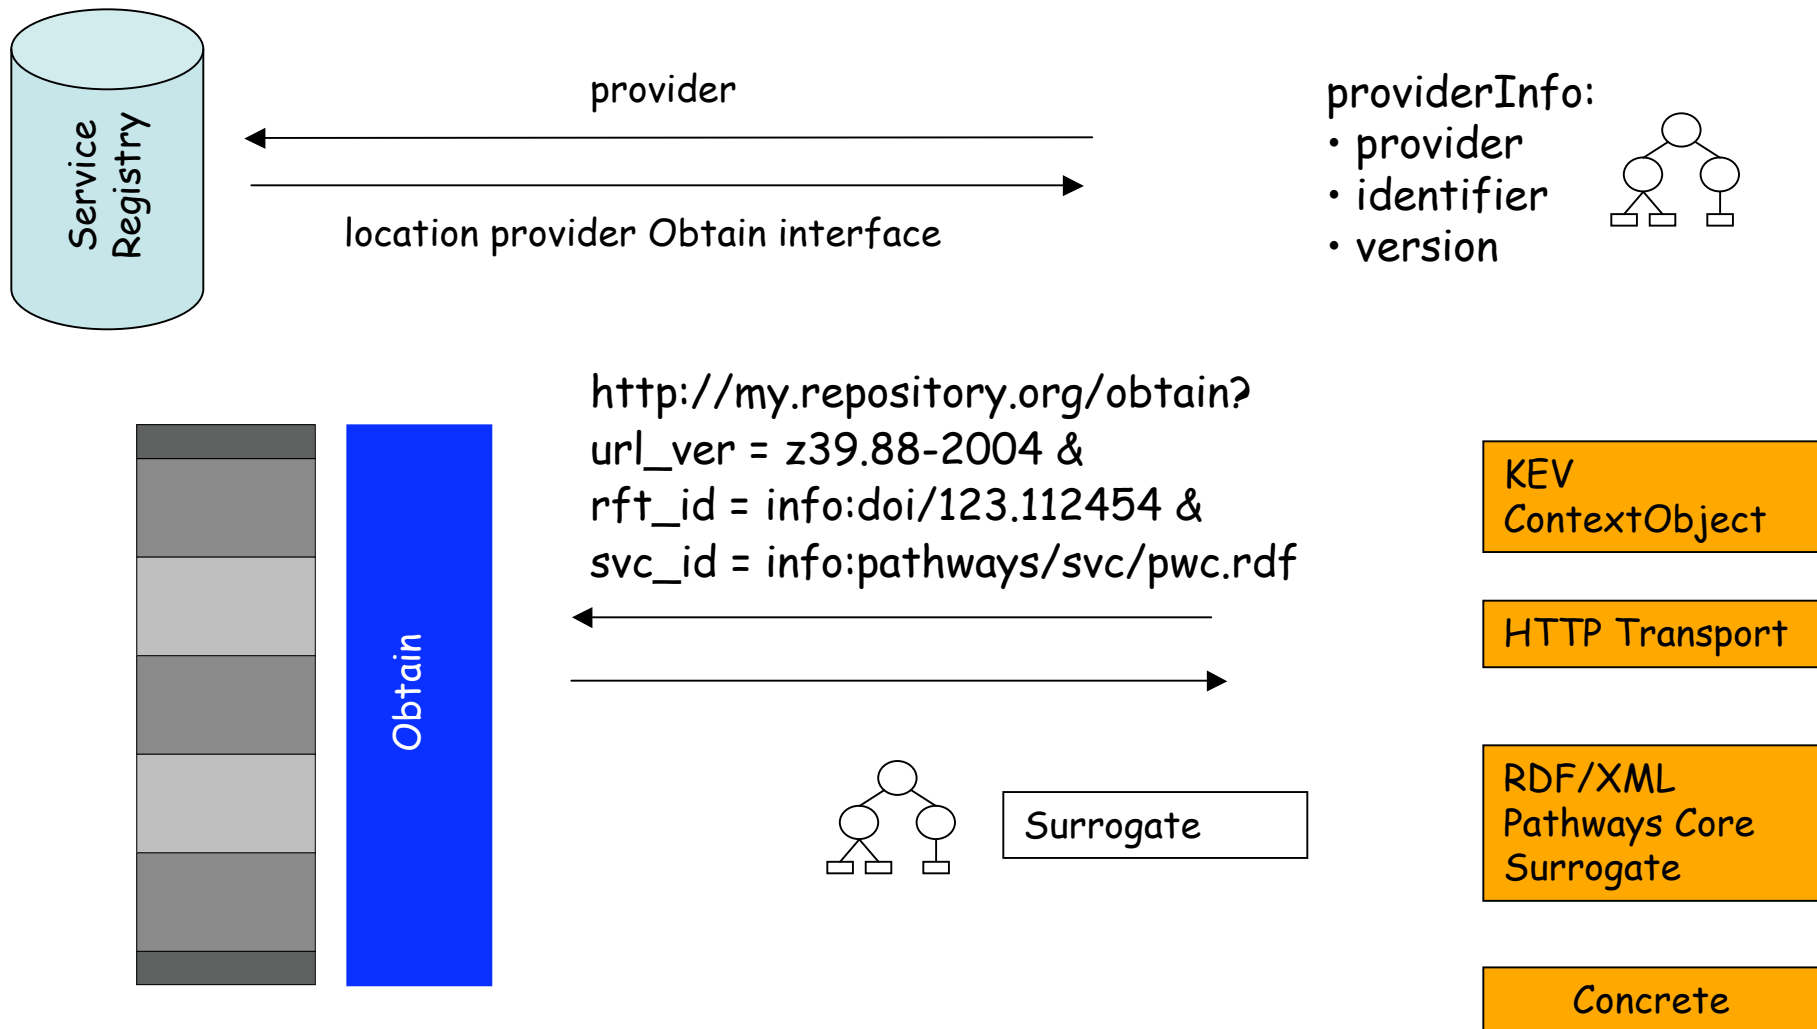 Service
Registry
provider
location provider Obtain interface
providerInfo:
• provider
• identifier
• version
http://my.repository.org/obtain?
url_ver = z39.88-2004 &
rft_id = info:doi/123.112454 &
svc_id = info:pathways/svc/pwc.rdf
Obtain
Surrogate
KEV
ContextObject
HTTP Transport
RDF/XML
Pathways Core
Surrogate
Concrete